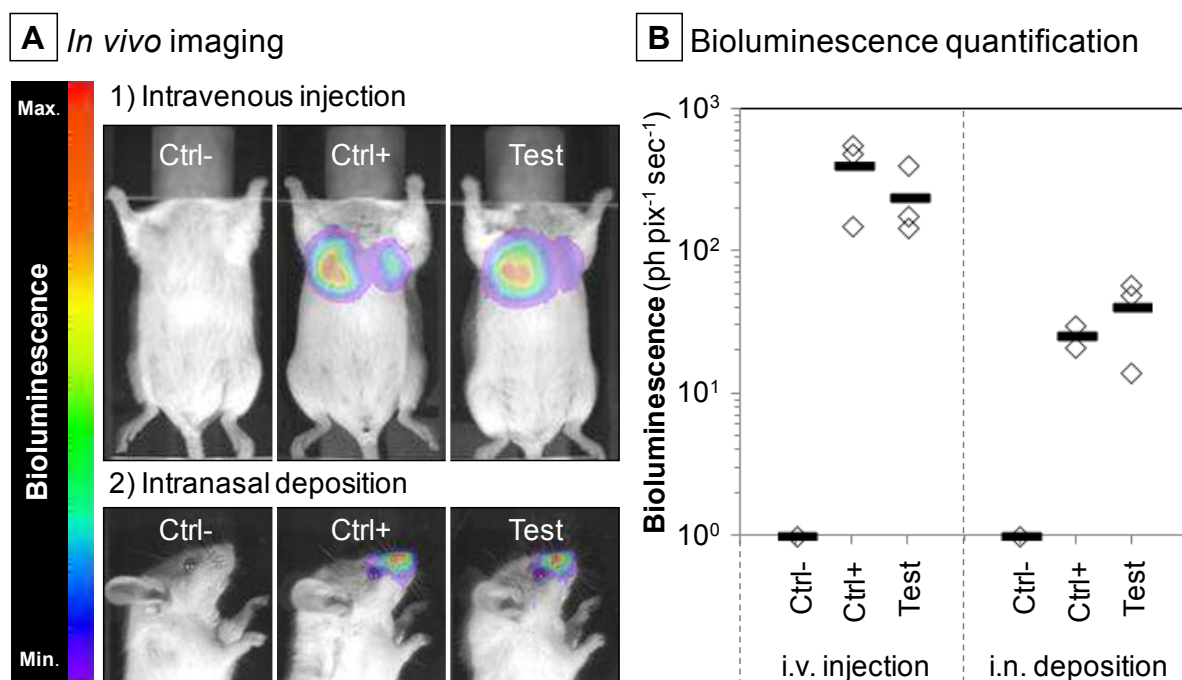 A In vivo imaging
Max.
Bioluminescence
Min.
1) Intravenous injection
Ctrl- Ctrl+ Test
2) Intranasal deposition
Ctrl- Ctrl+ Test
B Bioluminescence quantification
Bioluminescence (ph pix⁻¹ sec⁻¹)
10³
10²
10¹
10⁰
Ctrl- Ctrl+ Test Ctrl- Ctrl+ Test
i.v. injection i.n. deposition